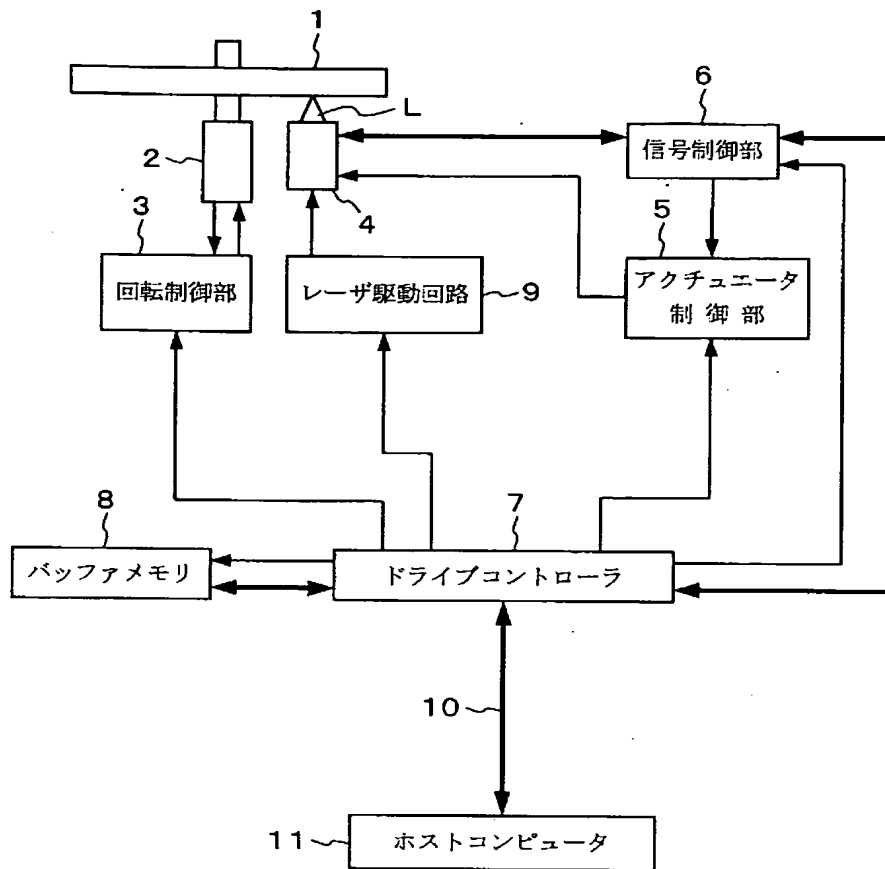 1
L
6
2
信号制御部
4
3
5
回転制御部
レーザ駆動回路
9
アクチュエータ
制御部
8
7
バッファメモリ
ドライブコントローラ
10
11
ホストコンピュータ